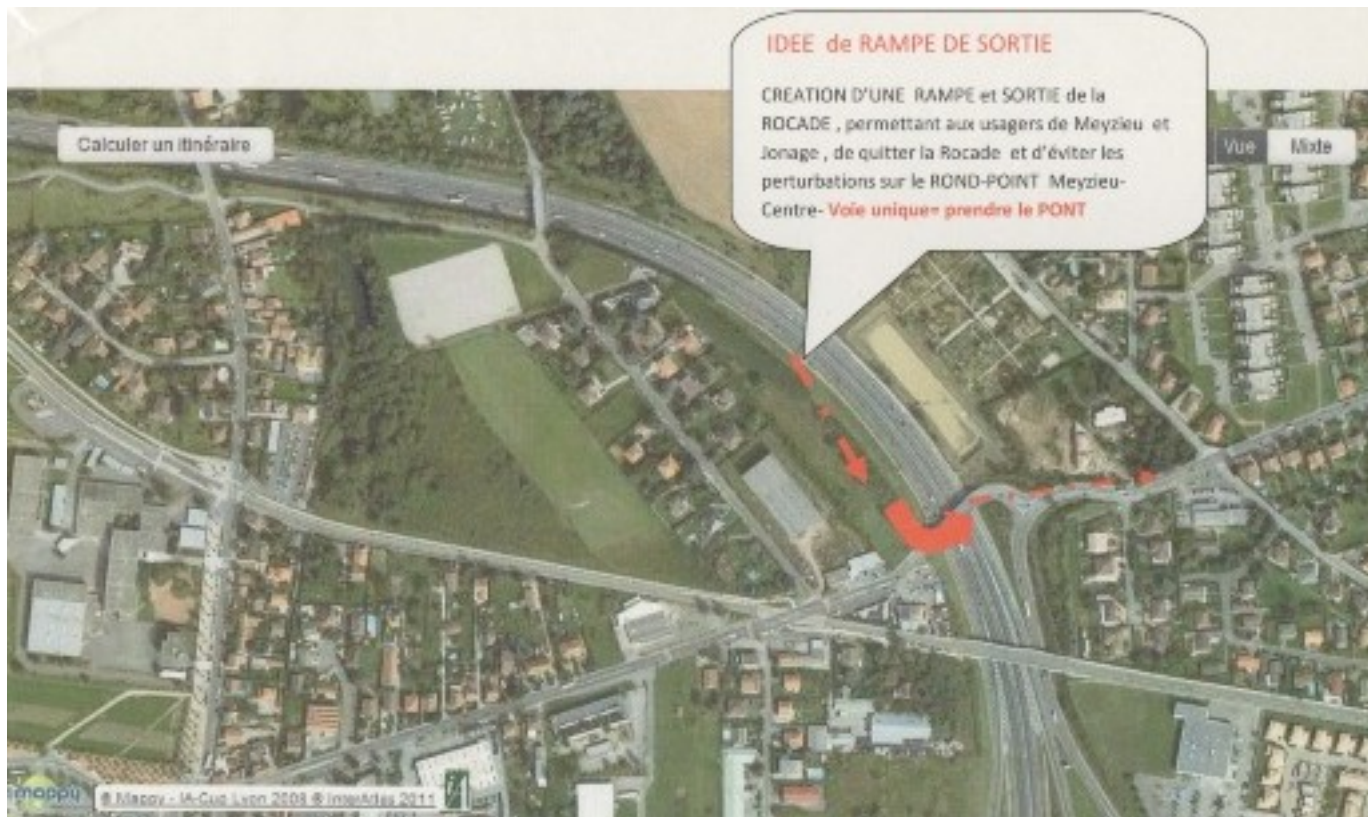 IDEE de RAMPE DE SORTIE
CREATION D'UNE RAMPE et SORTIE de la
ROCADE , permettant aux usagers de Meyzieu et
Jonage , de quitter la Rocade et d'éviter les
perturbations sur le ROND-POINT Meyzieu-
Centre- Voie unique= prendre le PONT
Calculer un itinéraire
Vue Mixte
mappy
© Mappy - IA-Cup Lyon 2008 © InterAtlas 2011